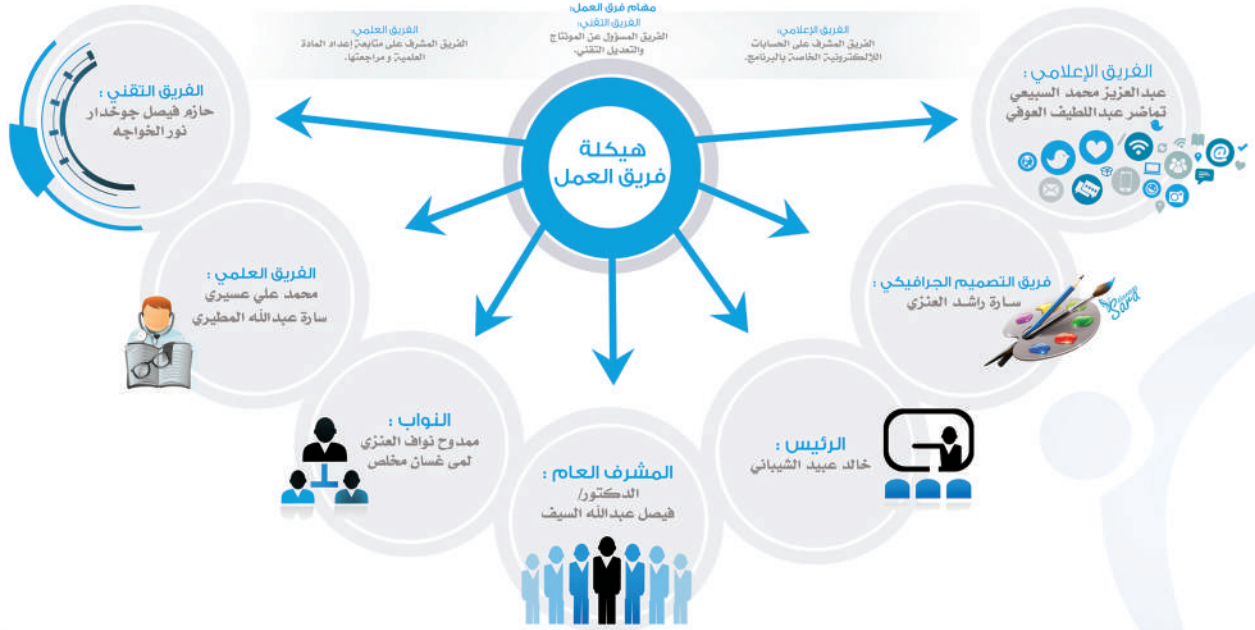 مهام فرق العمل:
الفريق الإعلامي:
الفريق المشرف على الحسابات
اللإلكترونية الخاصة بالبرنامج.
الفريق التقني:
الفريق المسؤول عن المونتاج
والتعديل التقني.
الفريق العلمي:
الفريق المشرف على متابعة إعداد المادة
العلمية و مراجعتها.
هيكلة
فريق العمل
الفريق الإعلامي :
عبدالعزيز محمد السبيعي
تماضر عبداللطيف العوفي
فريق التصميم الجرافيكي :
سارة راشد العنزي
Sara
الرئيس :
خالد عبيد الشيباني
المشرف العام :
الدكتور/
فيصل عبدالله السيف
النواب :
ممدوح نواف العنزي
لمى غسان مخلص
الفريق العلمي :
محمد علي عسيري
سارة عبدالله المطيري
الفريق التقني :
حازم فيصل جوخدار
نور الخواجه